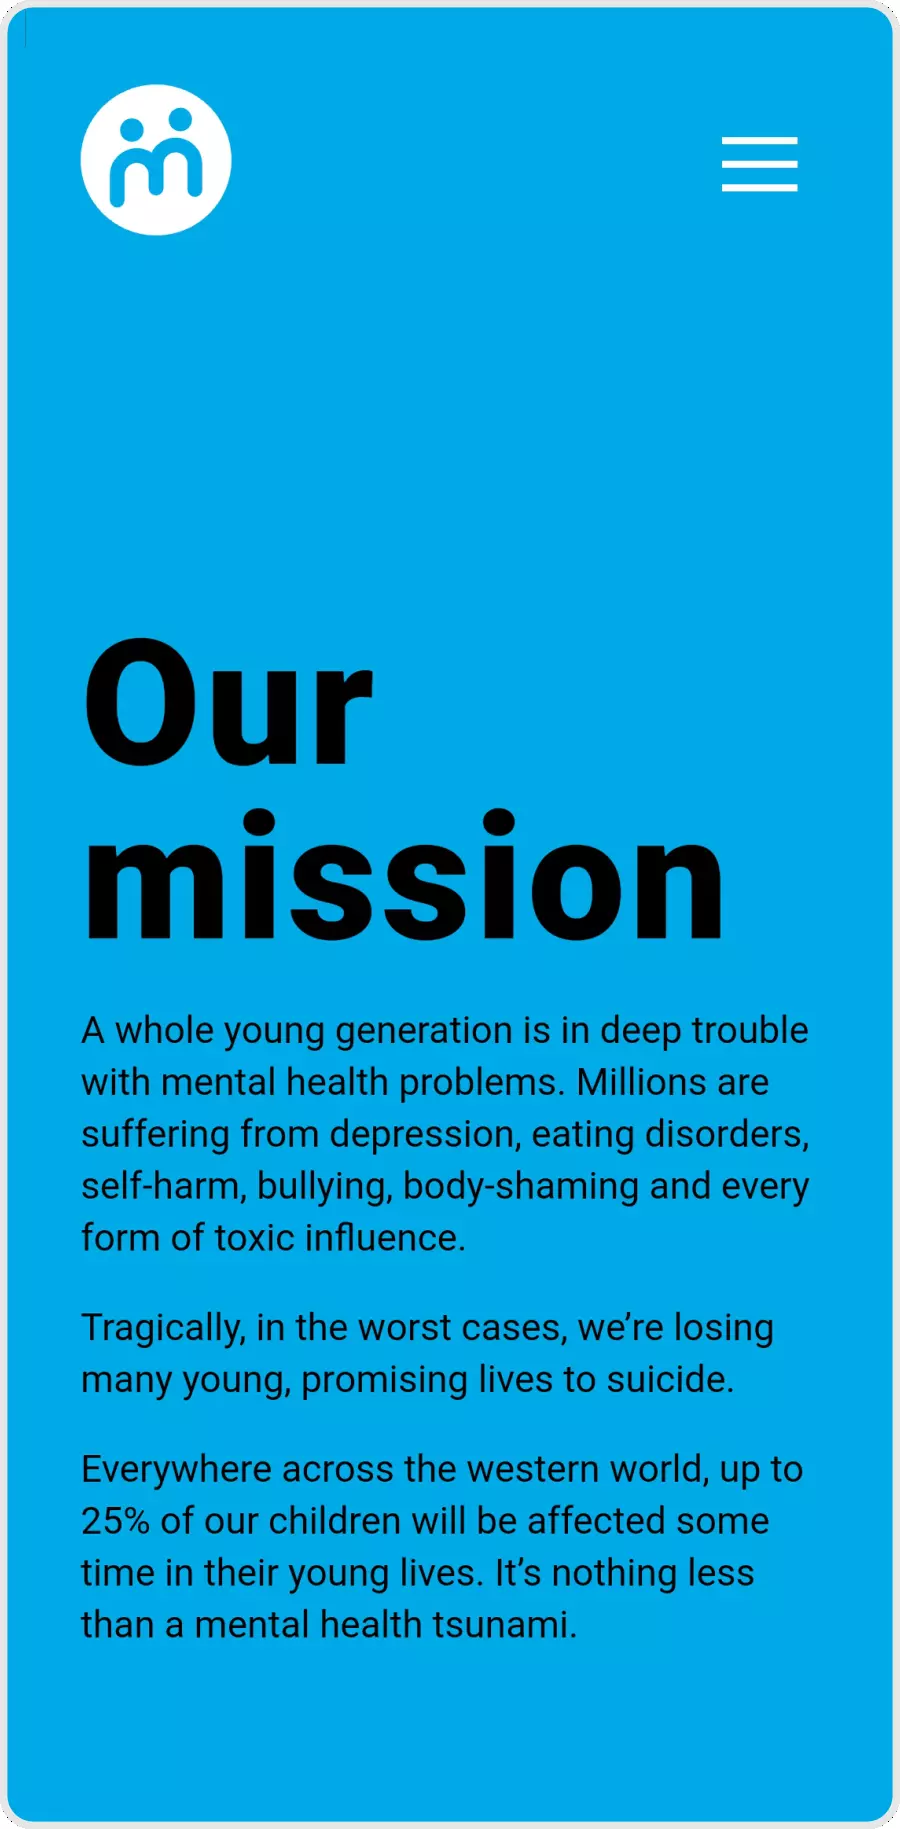 Our
mission
A whole young generation is in deep trouble
with mental health problems. Millions are
suffering from depression, eating disorders,
self-harm, bullying, body-shaming and every
form of toxic influence.
Tragically, in the worst cases, we’re losing
many young, promising lives to suicide.
Everywhere across the western world, up to
25% of our children will be affected some
time in their young lives. It’s nothing less
than a mental health tsunami.